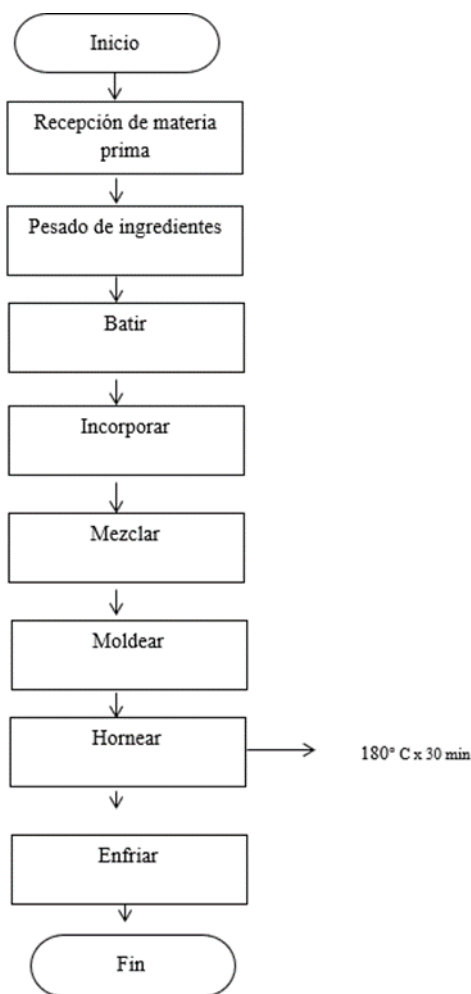 Inicio
Recepción de materia
prima
Pesado de ingredientes
Batir
Incorporar
Mezclar
Moldear
Hornear
180° C x 30 min
Enfriar
Fin